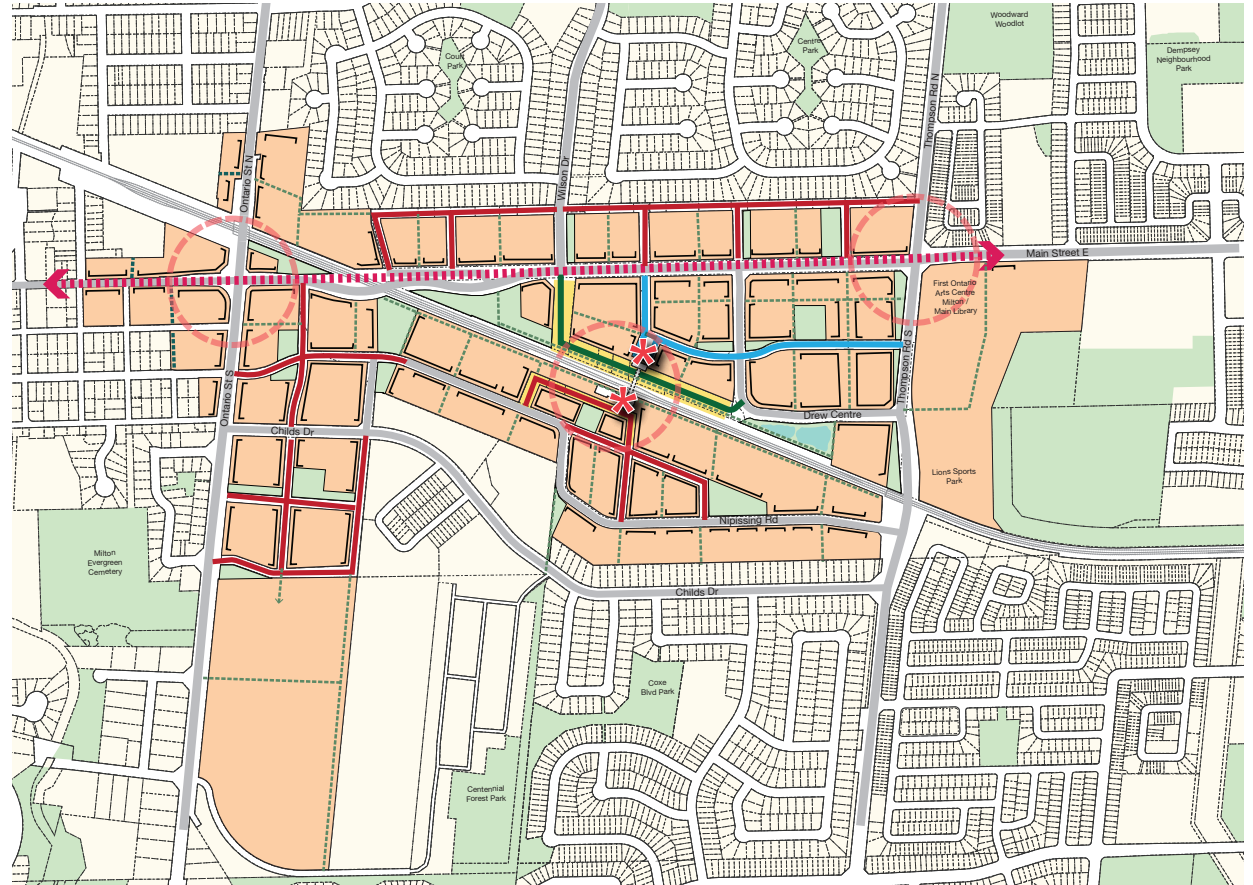 Woodward
Woodlot
Court
Park
Centre
Park
Dempsey
Neighbourhood
Park
Thompson Rd N
Ontario St N
Wilson Dr
Main Street E
First Ontario
Arts Centre
Milton /
Main Library
Thompson Rd S
Ontario St S
Drew Centre
Childs Dr
Lions Sports
Park
Nipissing Rd
Milton
Evergreen
Cemetery
Childs Dr
Coxe
Blvd Park
Centennial
Forest Park